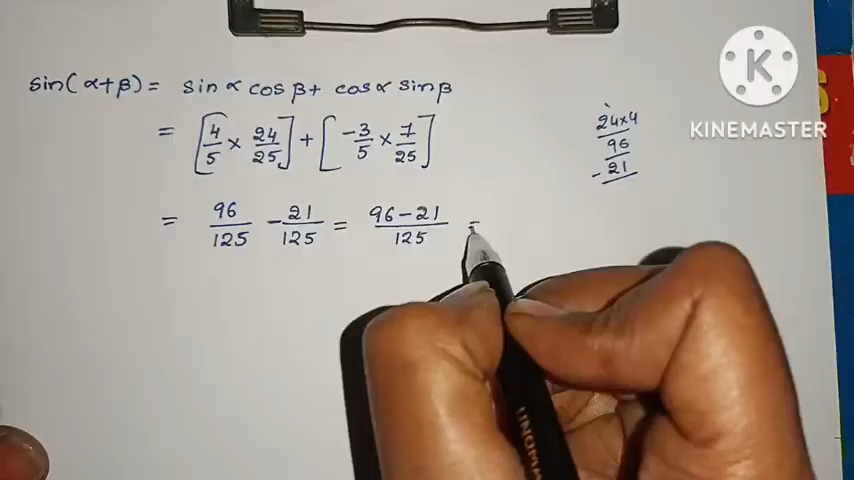 sin(α+β)= sinα cosβ+ cosα sinβ
= [4/5 × 24/25] + [-3/5 × 7/25]
= 96/125 - 21/125 = 96-21/125 =
24×4
96
-21
K
KINEMASTER
UNOMA